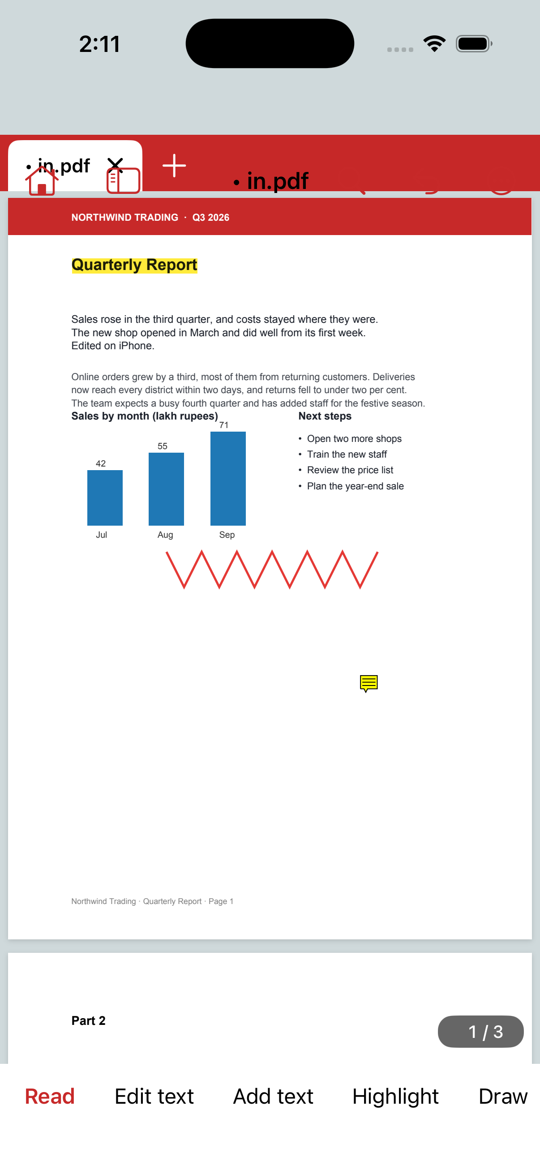 2:11
• in.pdf
• in.pdf
NORTHWIND TRADING · Q3 2026
Quarterly Report
Sales rose in the third quarter, and costs stayed where they were.
The new shop opened in March and did well from its first week.
Edited on iPhone.
Online orders grew by a third, most of them from returning customers. Deliveries
now reach every district within two days, and returns fell to under two per cent.
The team expects a busy fourth quarter and has added staff for the festive season.
Sales by month (lakh rupees)
71
55
42
Jul Aug Sep
Next steps
• Open two more shops
• Train the new staff
• Review the price list
• Plan the year-end sale
Northwind Trading · Quarterly Report · Page 1
Part 2
1 / 3
Read Edit text Add text Highlight Draw